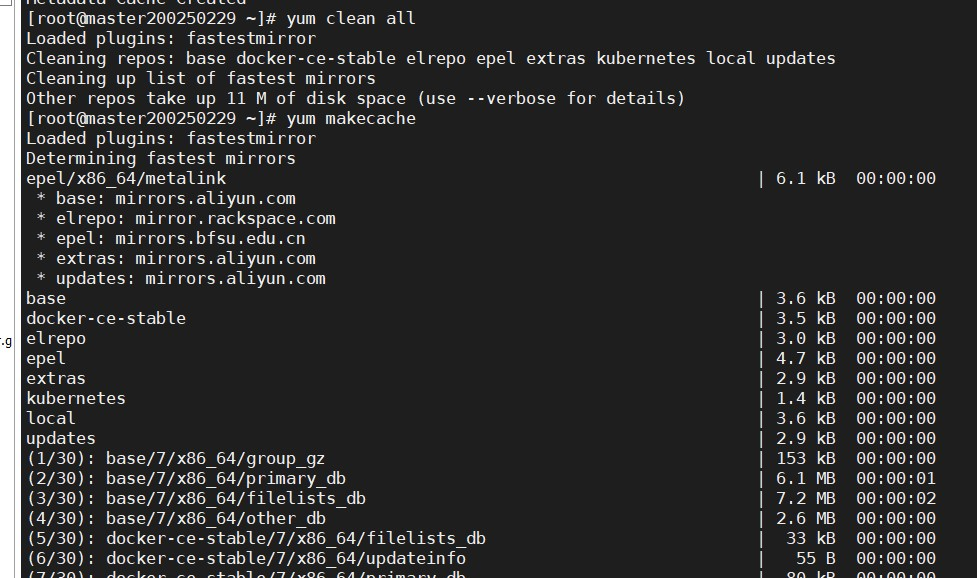 Metadata Cache Created
[root@master200250229 ~]# yum clean all
Loaded plugins: fastestmirror
Cleaning repos: base docker-ce-stable elrepo epel extras kubernetes local updates
Cleaning up list of fastest mirrors
Other repos take up 11 M of disk space (use --verbose for details)
[root@master200250229 ~]# yum makecache
Loaded plugins: fastestmirror
Determining fastest mirrors
epel/x86_64/metalink | 6.1 kB 00:00:00
* base: mirrors.aliyun.com
* elrepo: mirror.rackspace.com
* epel: mirrors.bfsu.edu.cn
* extras: mirrors.aliyun.com
* updates: mirrors.aliyun.com
base | 3.6 kB 00:00:00
docker-ce-stable | 3.5 kB 00:00:00
elrepo | 3.0 kB 00:00:00
epel | 4.7 kB 00:00:00
extras | 2.9 kB 00:00:00
kubernetes | 1.4 kB 00:00:00
local | 3.6 kB 00:00:00
updates | 2.9 kB 00:00:00
(1/30): base/7/x86_64/group_gz | 153 kB 00:00:00
(2/30): base/7/x86_64/primary_db | 6.1 MB 00:00:01
(3/30): base/7/x86_64/filelists_db | 7.2 MB 00:00:02
(4/30): base/7/x86_64/other_db | 2.6 MB 00:00:00
(5/30): docker-ce-stable/7/x86_64/filelists_db | 33 kB 00:00:00
(6/30): docker-ce-stable/7/x86_64/updateinfo | 55 B 00:00:00
(7/30): docker-ce-stable/7/x86_64/primary_db | 80 kB 00:00:00
.g